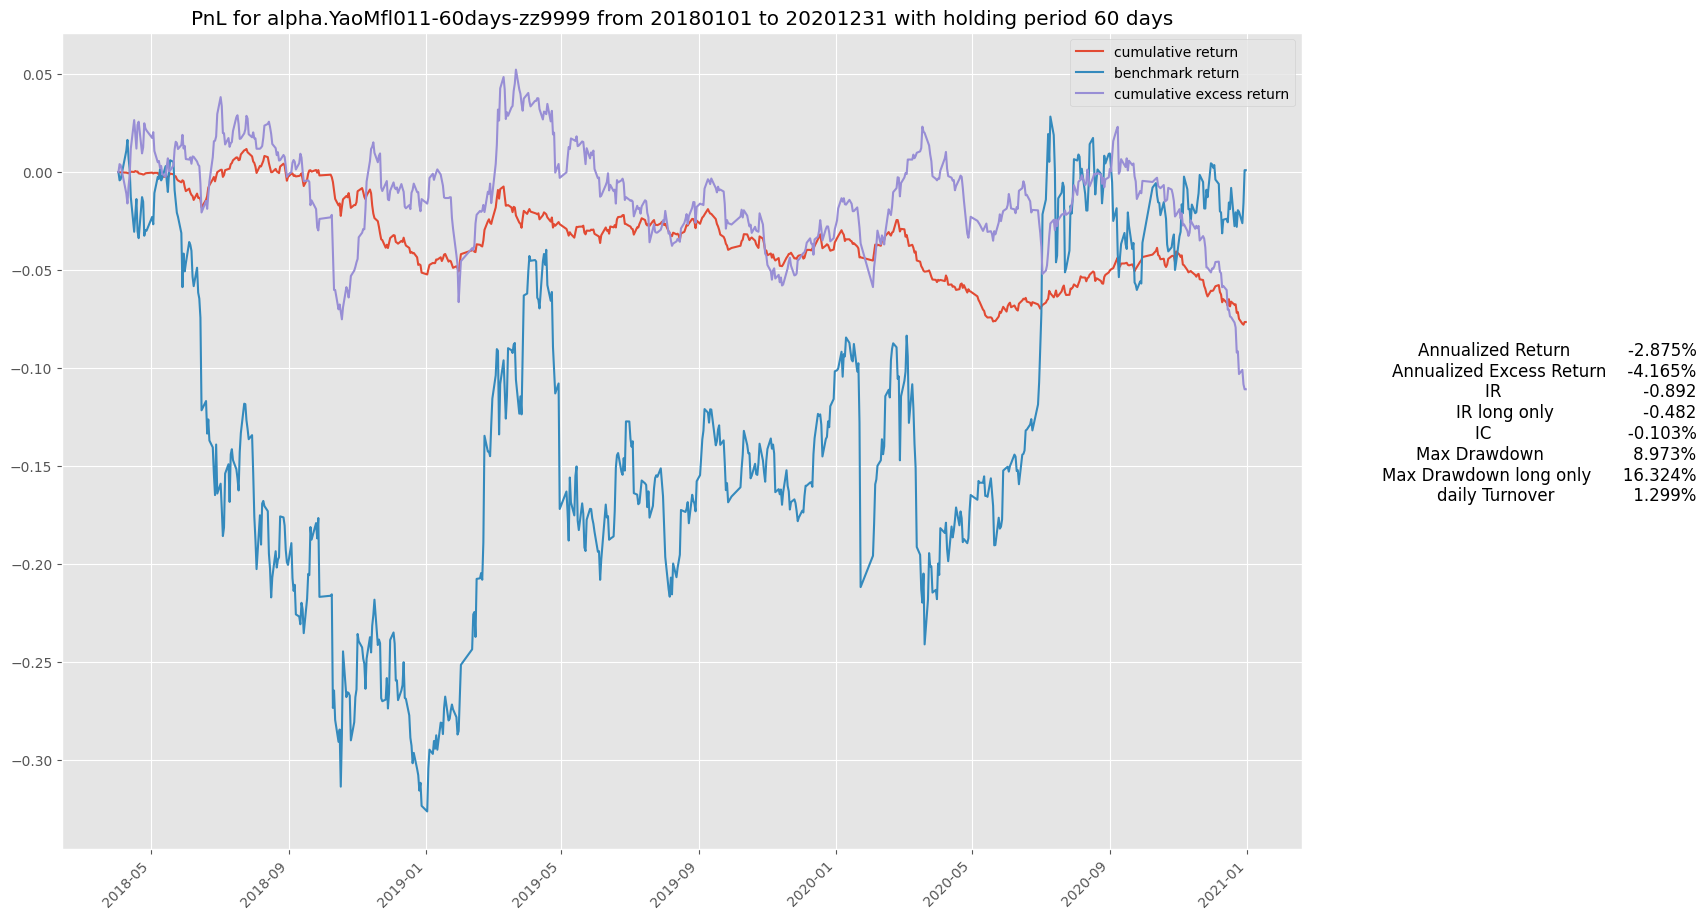 PnL for alpha.YaoMfl011-60days-zz9999 from 20180101 to 20201231 with holding period 60 days
cumulative return
benchmark return
cumulative excess return
0.05
0.00
−0.05
−0.10
−0.15
−0.20
−0.25
−0.30
2018-05
2018-09
2019-01
2019-05
2019-09
2020-01
2020-05
2020-09
2021-01
Annualized Return -2.875%
Annualized Excess Return -4.165%
IR -0.892
IR long only -0.482
IC -0.103%
Max Drawdown 8.973%
Max Drawdown long only 16.324%
daily Turnover 1.299%